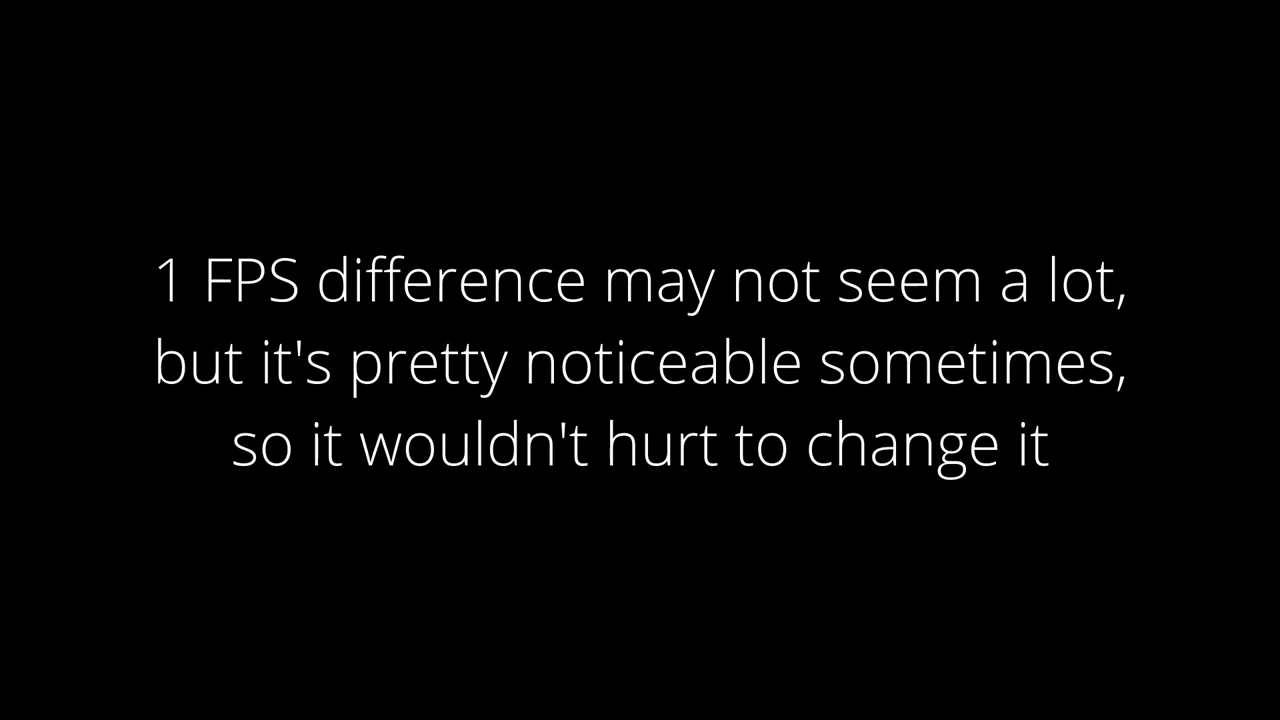 1 FPS difference may not seem a lot,
but it's pretty noticeable sometimes,
so it wouldn't hurt to change it